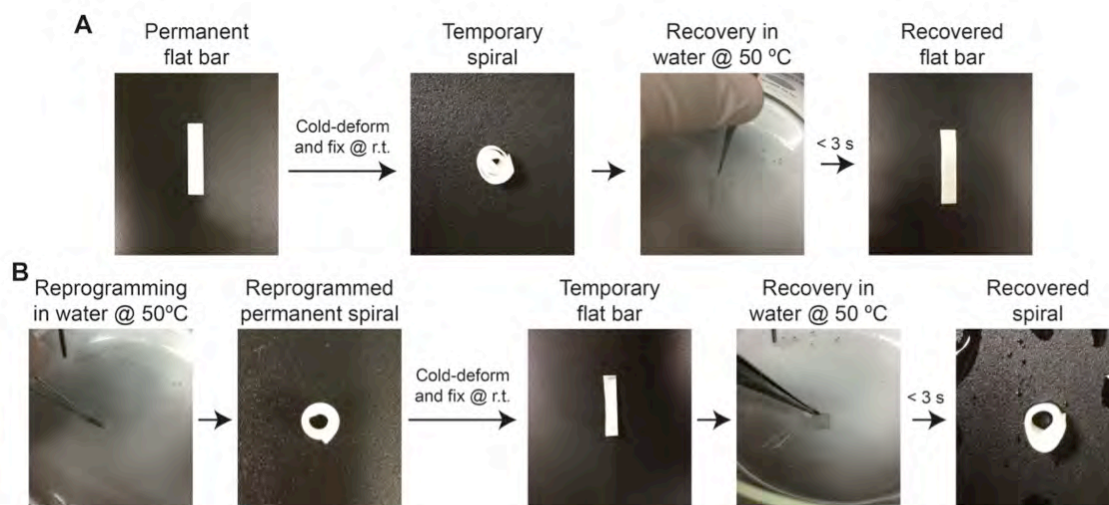 A
Permanent
flat bar
Cold-deform
and fix @ r.t.
Temporary
spiral
Recovery in
water @ 50 ºC
< 3 s
Recovered
flat bar
B
Reprogramming
in water @ 50ºC
Reprogrammed
permanent spiral
Cold-deform
and fix @ r.t.
Temporary
flat bar
Recovery in
water @ 50 ºC
< 3 s
Recovered
spiral